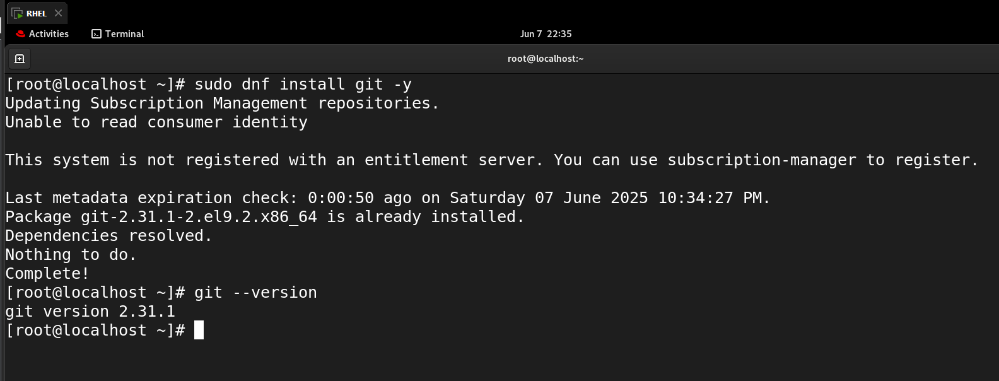 RHEL
Activities
Terminal
Jun 7 22:35
root@localhost:~
[root@localhost ~]# sudo dnf install git -y
Updating Subscription Management repositories.
Unable to read consumer identity
This system is not registered with an entitlement server. You can use subscription-manager to register.
Last metadata expiration check: 0:00:50 ago on Saturday 07 June 2025 10:34:27 PM.
Package git-2.31.1-2.el9.2.x86_64 is already installed.
Dependencies resolved.
Nothing to do.
Complete!
[root@localhost ~]# git --version
git version 2.31.1
[root@localhost ~]#